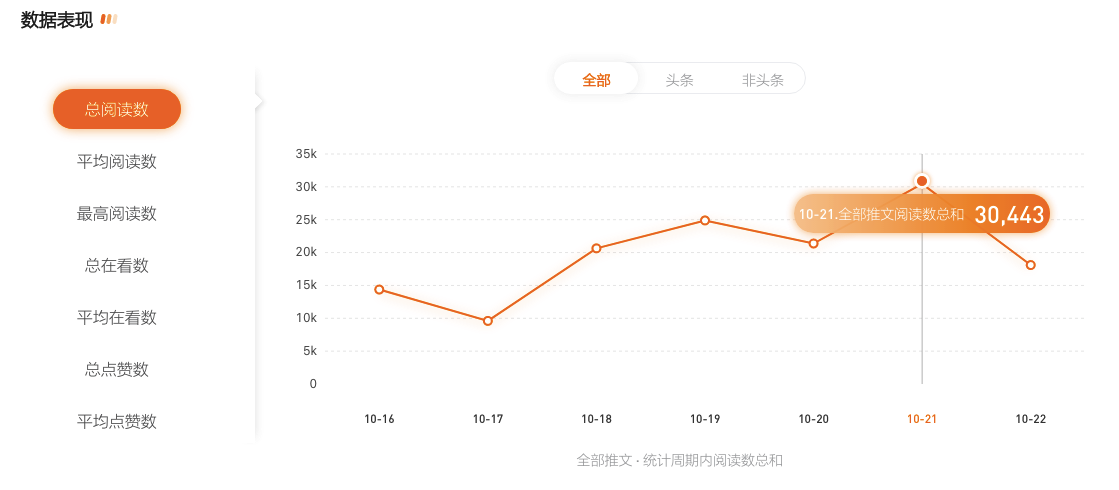 数据表现
总阅读数
平均阅读数
最高阅读数
总在看数
平均在看数
总点赞数
平均点赞数
全部 头条 非头条
35k
30k
25k
20k
15k
10k
5k
0
10-21.全部推文阅读数总和 30,443
10-16 10-17 10-18 10-19 10-20 10-21 10-22
全部推文 · 统计周期内阅读数总和